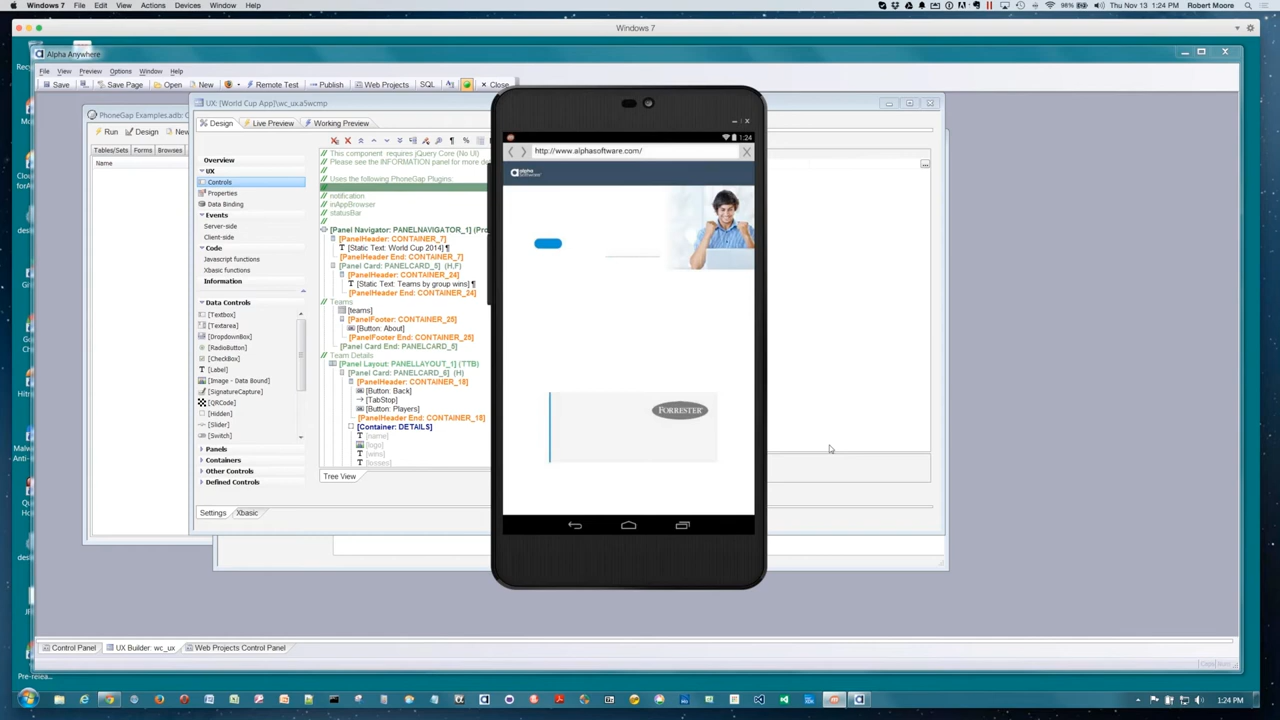 Windows 7 File Edit View Actions Devices Window Help
98% Thu Nov 13 1:24 PM Robert Moore
Windows 7
Alpha Anywhere
File View Preview Options Window Help
Save Save Page Open New Remote Test Publish Web Projects SQL Close
PhoneGap Examples.adb:
Run Design New
Tables/Sets Forms Browses
Name
UX: [World Cup App]\wc_ux.a5wcmp
Design Live Preview Working Preview
Overview
UX
Controls
Properties
Data Binding
Events
Server-side
Client-side
Code
Javascript functions
Xbasic functions
Information
Data Controls
[Textbox]
[Textarea]
[DropdownBox]
[RadioButton]
[CheckBox]
[Label]
[Image - Data Bound]
[SignatureCapture]
[QRCode]
[Hidden]
[Slider]
[Switch]
Panels
Containers
Other Controls
Defined Controls
Settings Xbasic
// This component requires jQuery Core (No UI)
// Please see the INFORMATION panel for more de
//
// Uses the following PhoneGap Plugins:
//
// notification
// inAppBrowser
// statusBar
//
[Panel Navigator: PANELNAVIGATOR_1] (Pro
[PanelHeader: CONTAINER_7]
[Static Text: World Cup 2014] ¶
[PanelHeader End: CONTAINER_7]
[Panel Card: PANELCARD_5] (H,F)
[PanelHeader: CONTAINER_24]
[Static Text: Teams by group wins] ¶
[PanelHeader End: CONTAINER_24]
// Teams
[teams]
[PanelFooter: CONTAINER_25]
[Button: About]
[PanelFooter End: CONTAINER_25]
[Panel Card End: PANELCARD_5]
// Team Details
[Panel Layout: PANELLAYOUT_1] (TTB)
[Panel Card: PANELCARD_6] (H)
[PanelHeader: CONTAINER_18]
[Button: Back]
[TabStop]
[Button: Players]
[PanelHeader End: CONTAINER_18]
[Container: DETAILS]
[name]
[logo]
[wins]
[losses]
Tree View
1:24
http://www.alphasoftware.com/
alpha software
FORRESTER
Control Panel UX Builder: wc_ux Web Projects Control Panel
Pre-relea...
1:24 PM